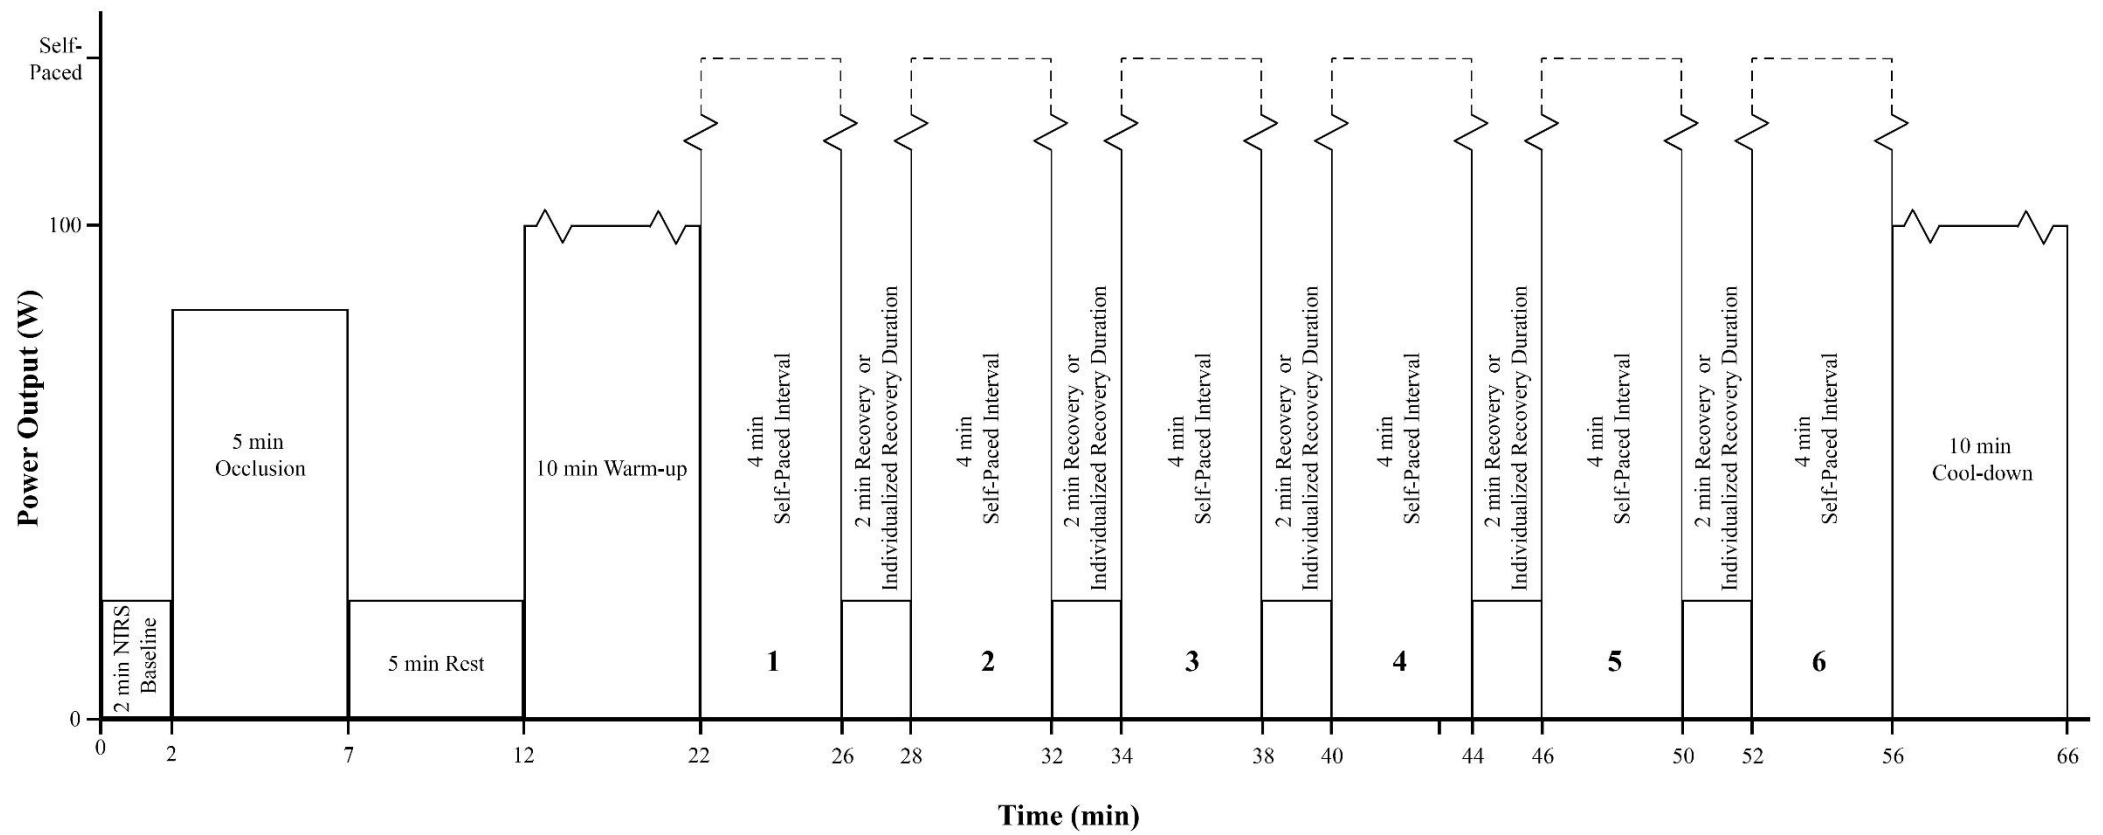 Self-
Paced
100
0
Power Output (W)
2 min NIRS
Baseline
5 min
Occlusion
5 min Rest
10 min Warm-up
4 min
Self-Paced Interval
1
2 min Recovery or
Individualized Recovery Duration
4 min
Self-Paced Interval
2
2 min Recovery or
Individualized Recovery Duration
4 min
Self-Paced Interval
3
2 min Recovery or
Individualized Recovery Duration
4 min
Self-Paced Interval
4
2 min Recovery or
Individualized Recovery Duration
4 min
Self-Paced Interval
5
2 min Recovery or
Individualized Recovery Duration
4 min
Self-Paced Interval
6
10 min
Cool-down
0 2 7 12 22 26 28 32 34 38 40 44 46 50 52 56 66
Time (min)